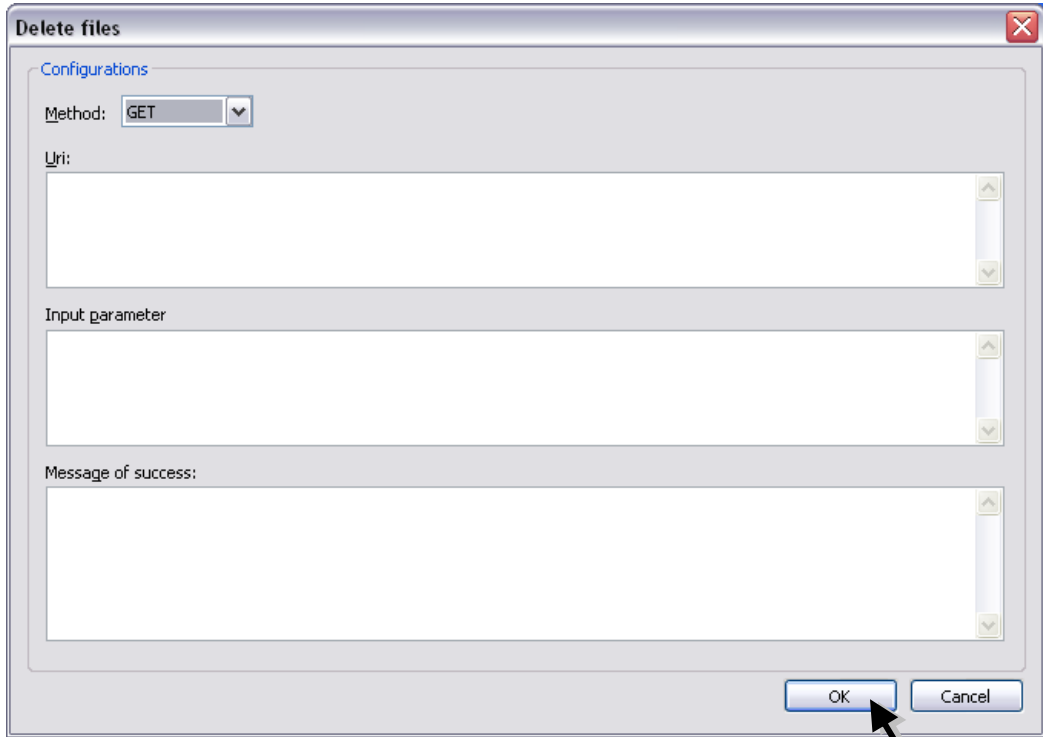 Delete files
Configurations
Method: GET
Uri:
Input parameter
Message of success:
OK Cancel